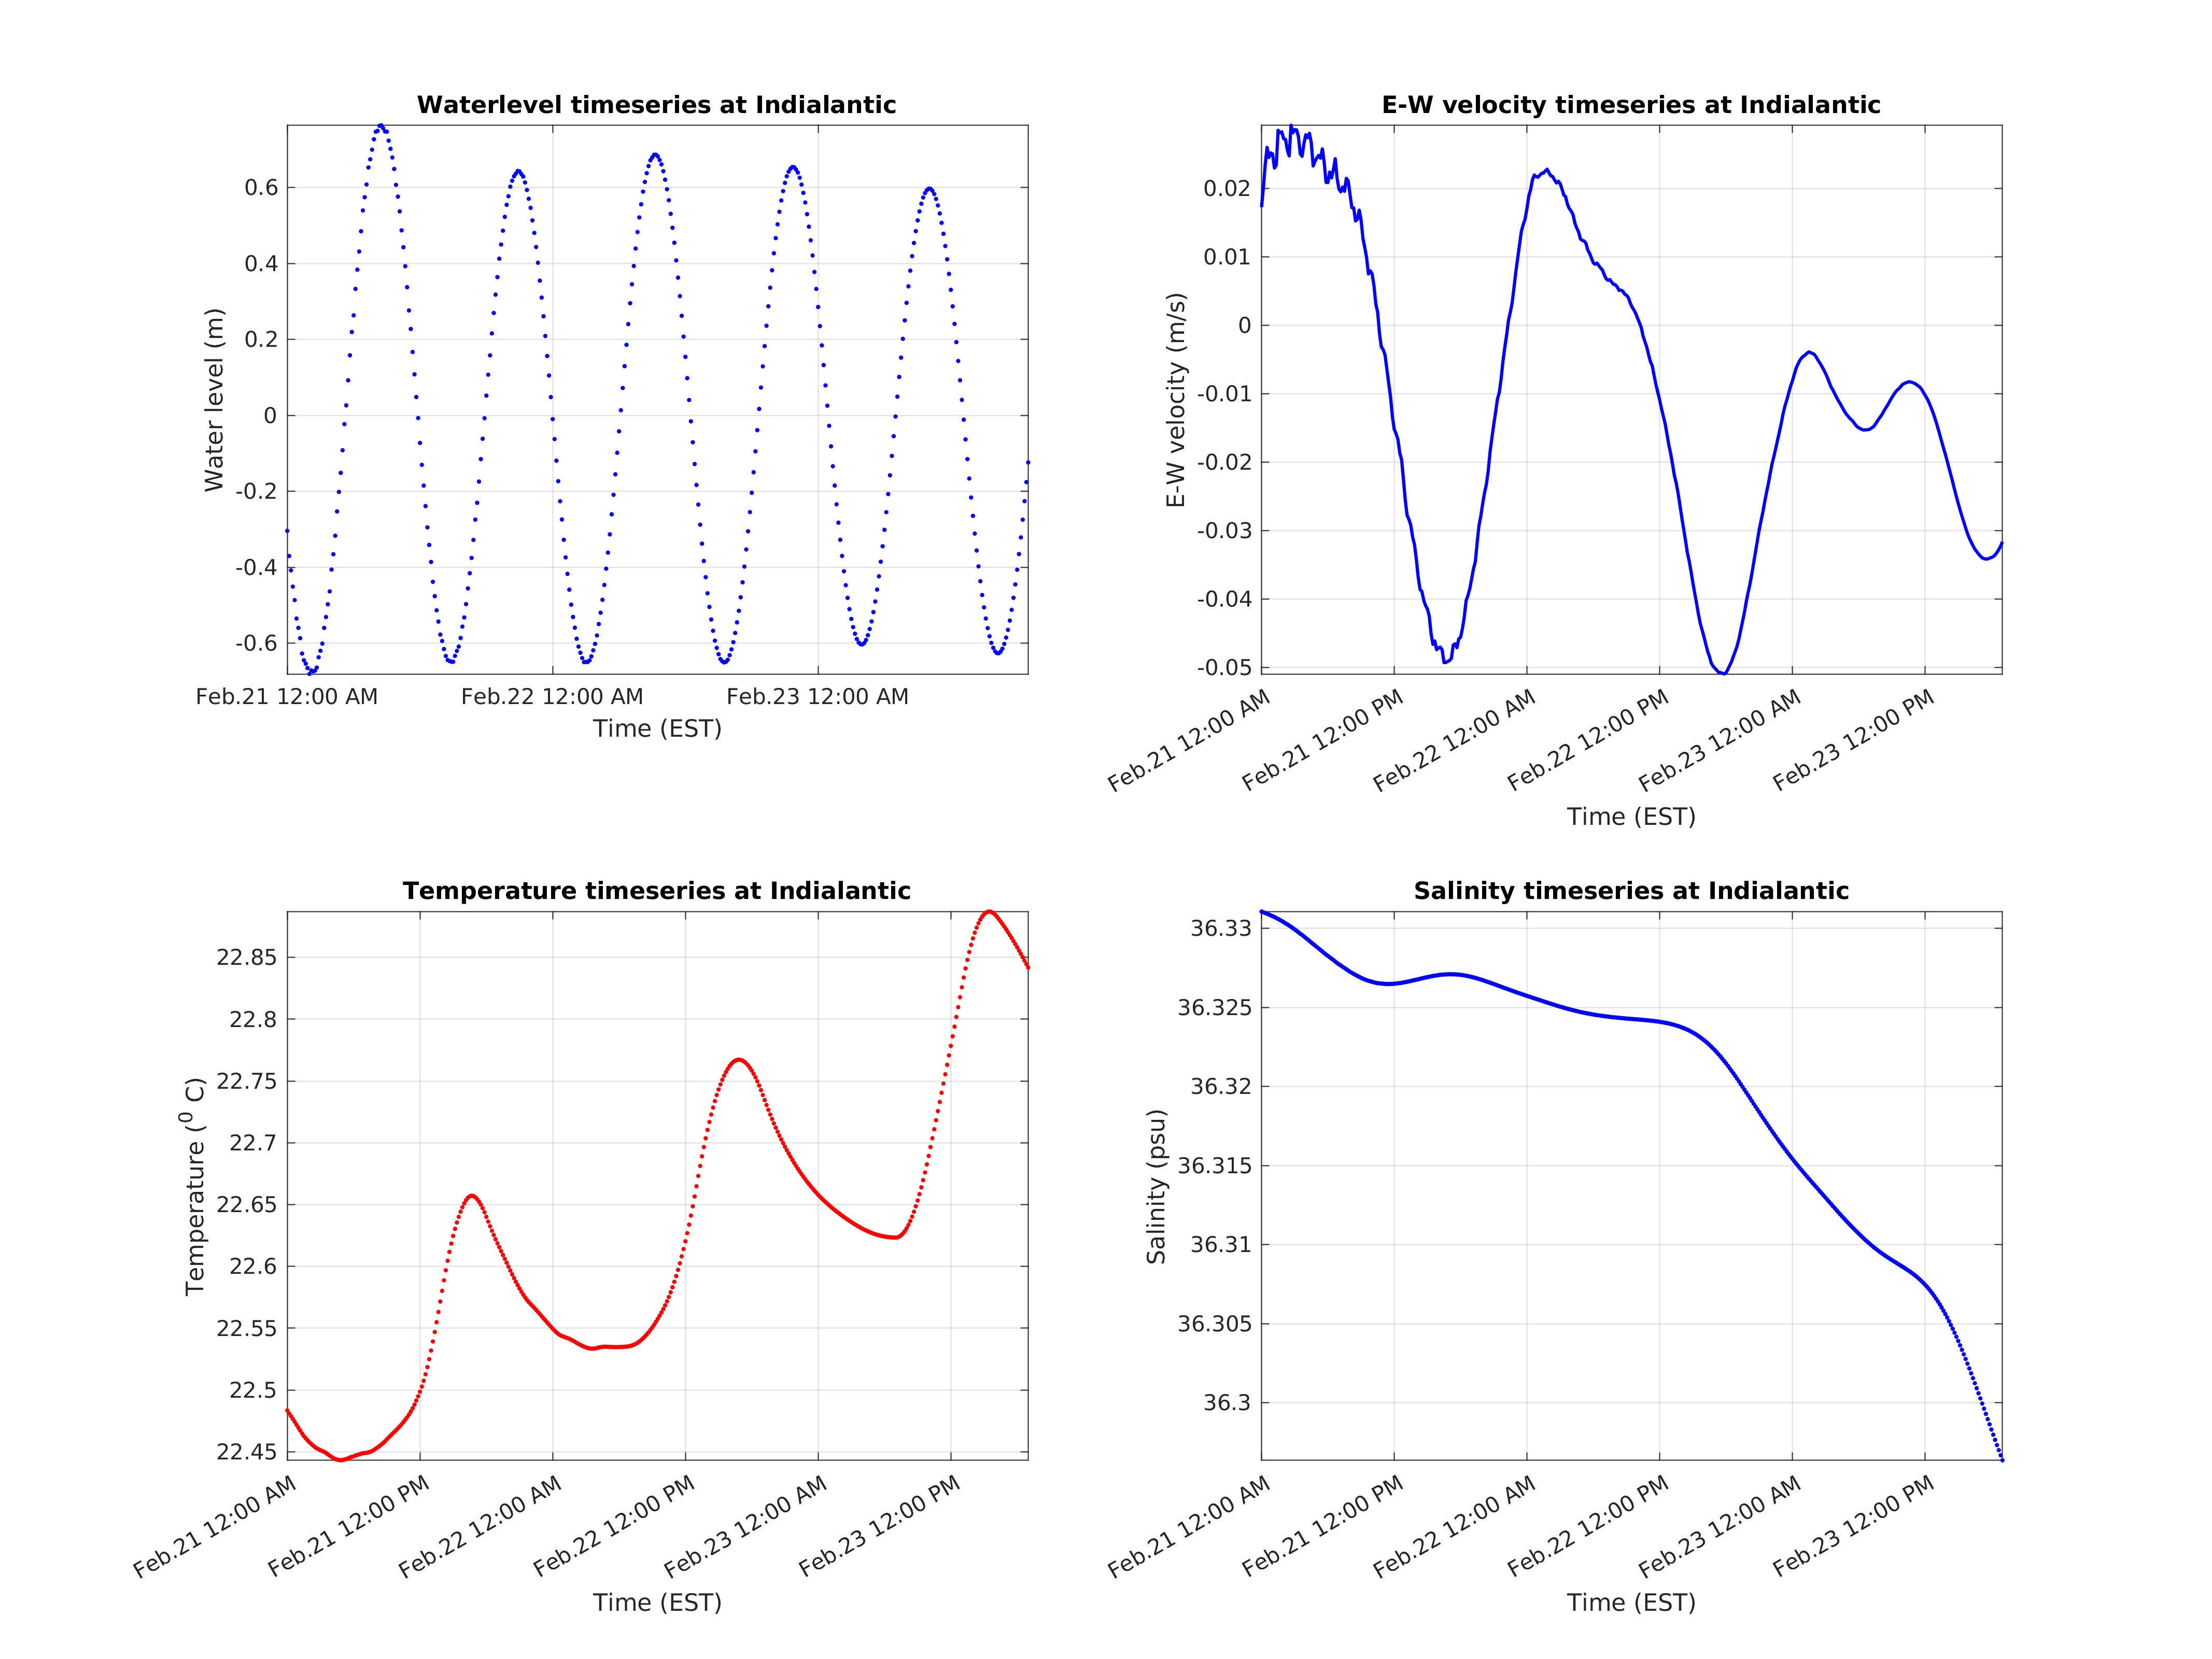 Waterlevel timeseries at Indialantic
0.6
0.4
0.2
0
-0.2
-0.4
-0.6
Water level (m)
Feb.21 12:00 AM
Feb.22 12:00 AM
Feb.23 12:00 AM
Time (EST)
E-W velocity timeseries at Indialantic
0.02
0.01
0
-0.01
-0.02
-0.03
-0.04
-0.05
E-W velocity (m/s)
Feb.21 12:00 AM
Feb.21 12:00 PM
Feb.22 12:00 AM
Feb.22 12:00 PM
Feb.23 12:00 AM
Feb.23 12:00 PM
Time (EST)
Temperature timeseries at Indialantic
22.85
22.8
22.75
22.7
22.65
22.6
22.55
22.5
22.45
Temperature (⁰ C)
Feb.21 12:00 AM
Feb.21 12:00 PM
Feb.22 12:00 AM
Feb.22 12:00 PM
Feb.23 12:00 AM
Feb.23 12:00 PM
Time (EST)
Salinity timeseries at Indialantic
36.33
36.325
36.32
36.315
36.31
36.305
36.3
Salinity (psu)
Feb.21 12:00 AM
Feb.21 12:00 PM
Feb.22 12:00 AM
Feb.22 12:00 PM
Feb.23 12:00 AM
Feb.23 12:00 PM
Time (EST)